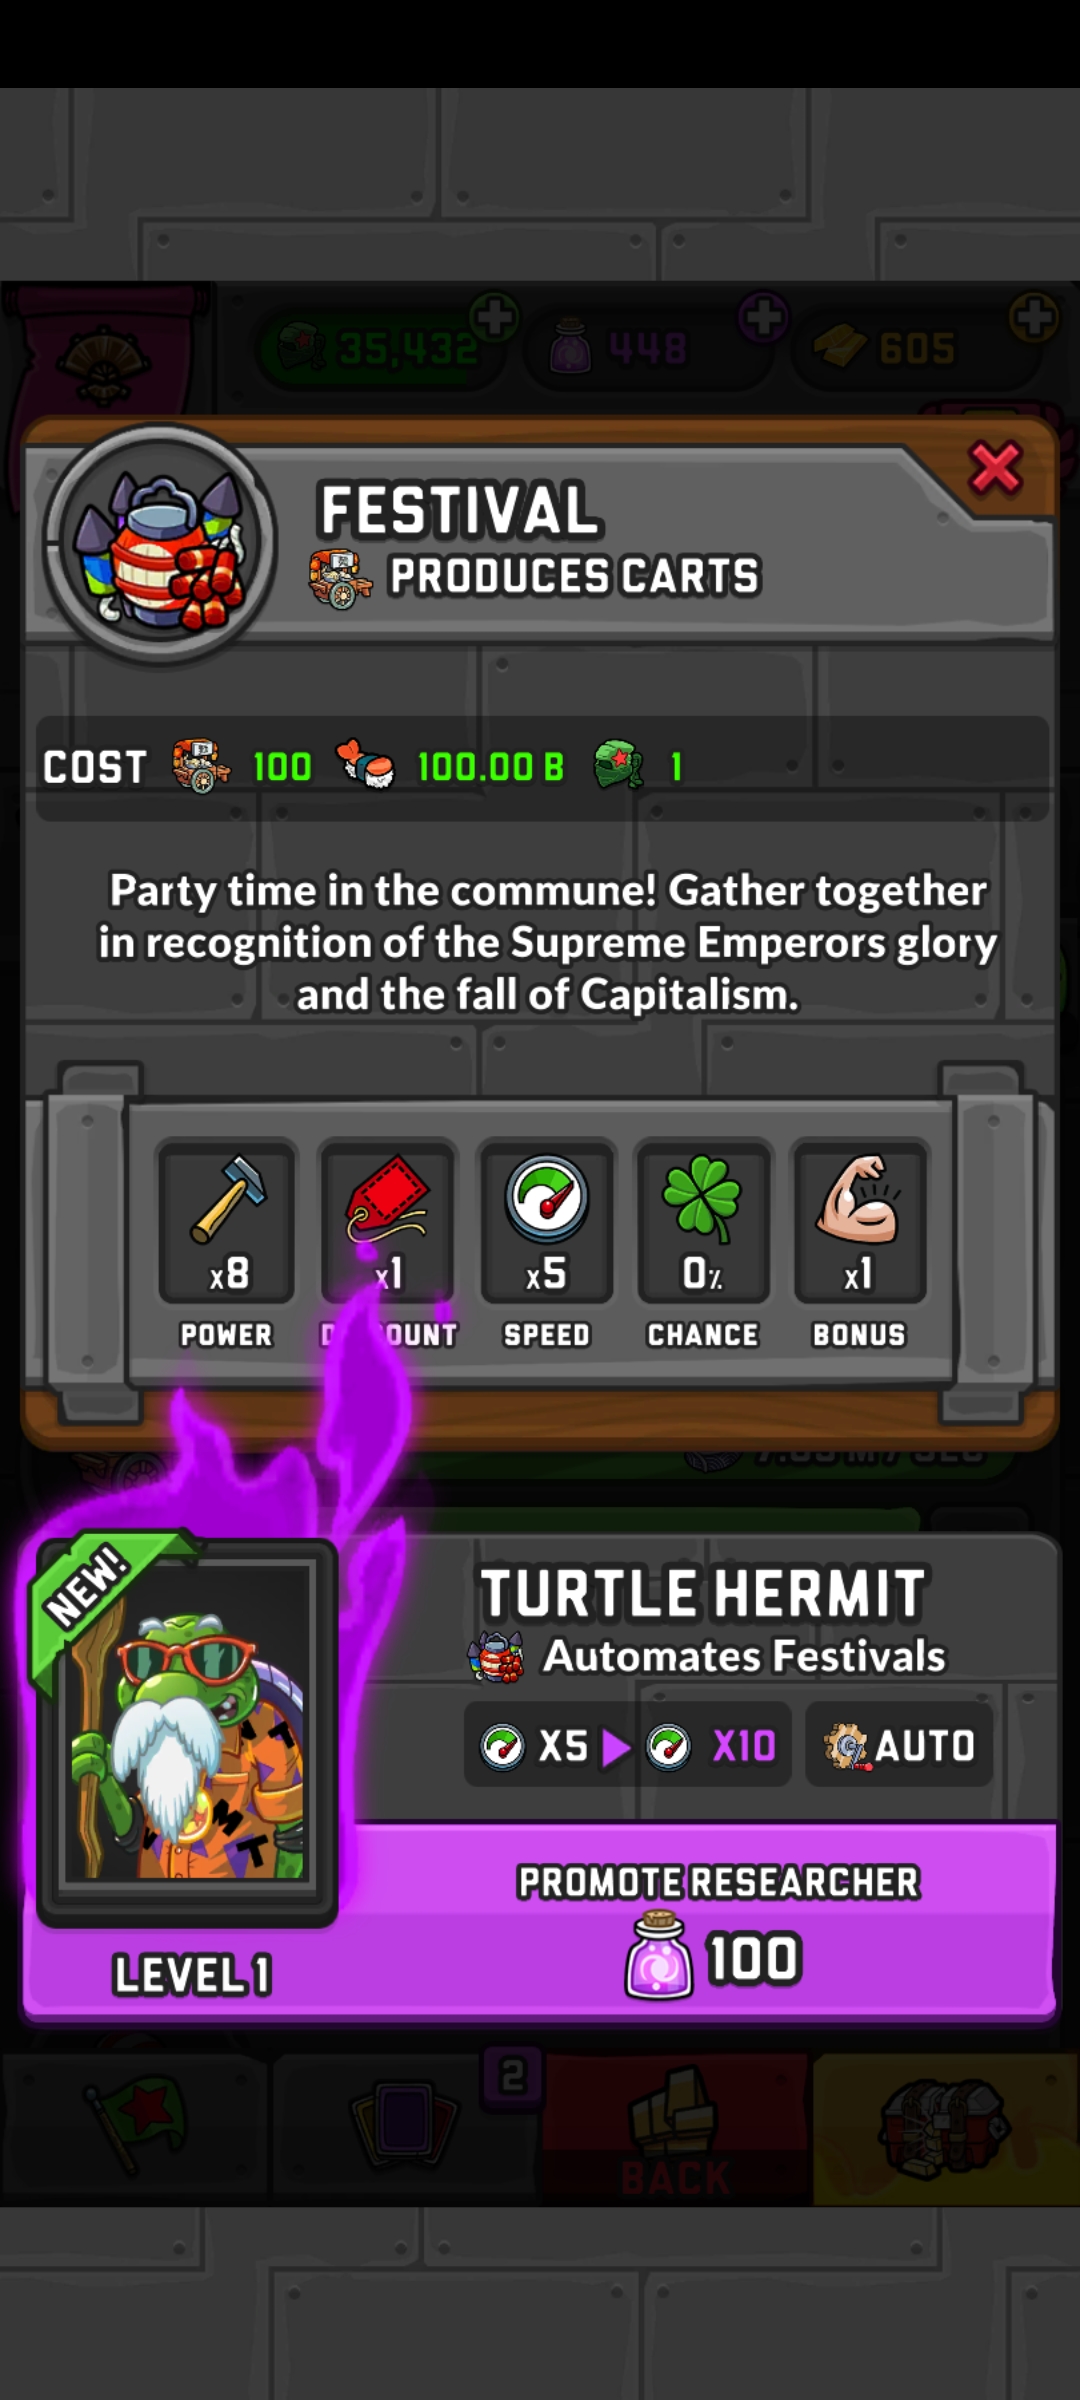 35,432
448
605
FESTIVAL
PRODUCES CARTS
COST 100 100.00 B 1
Party time in the commune! Gather together
in recognition of the Supreme Emperors glory
and the fall of Capitalism.
x8 x1 x5 0% x1
POWER DISCOUNT SPEED CHANCE BONUS
NEW!
TURTLE HERMIT
Automates Festivals
X5 X10 AUTO
PROMOTE RESEARCHER
100
LEVEL 1
2
BACK